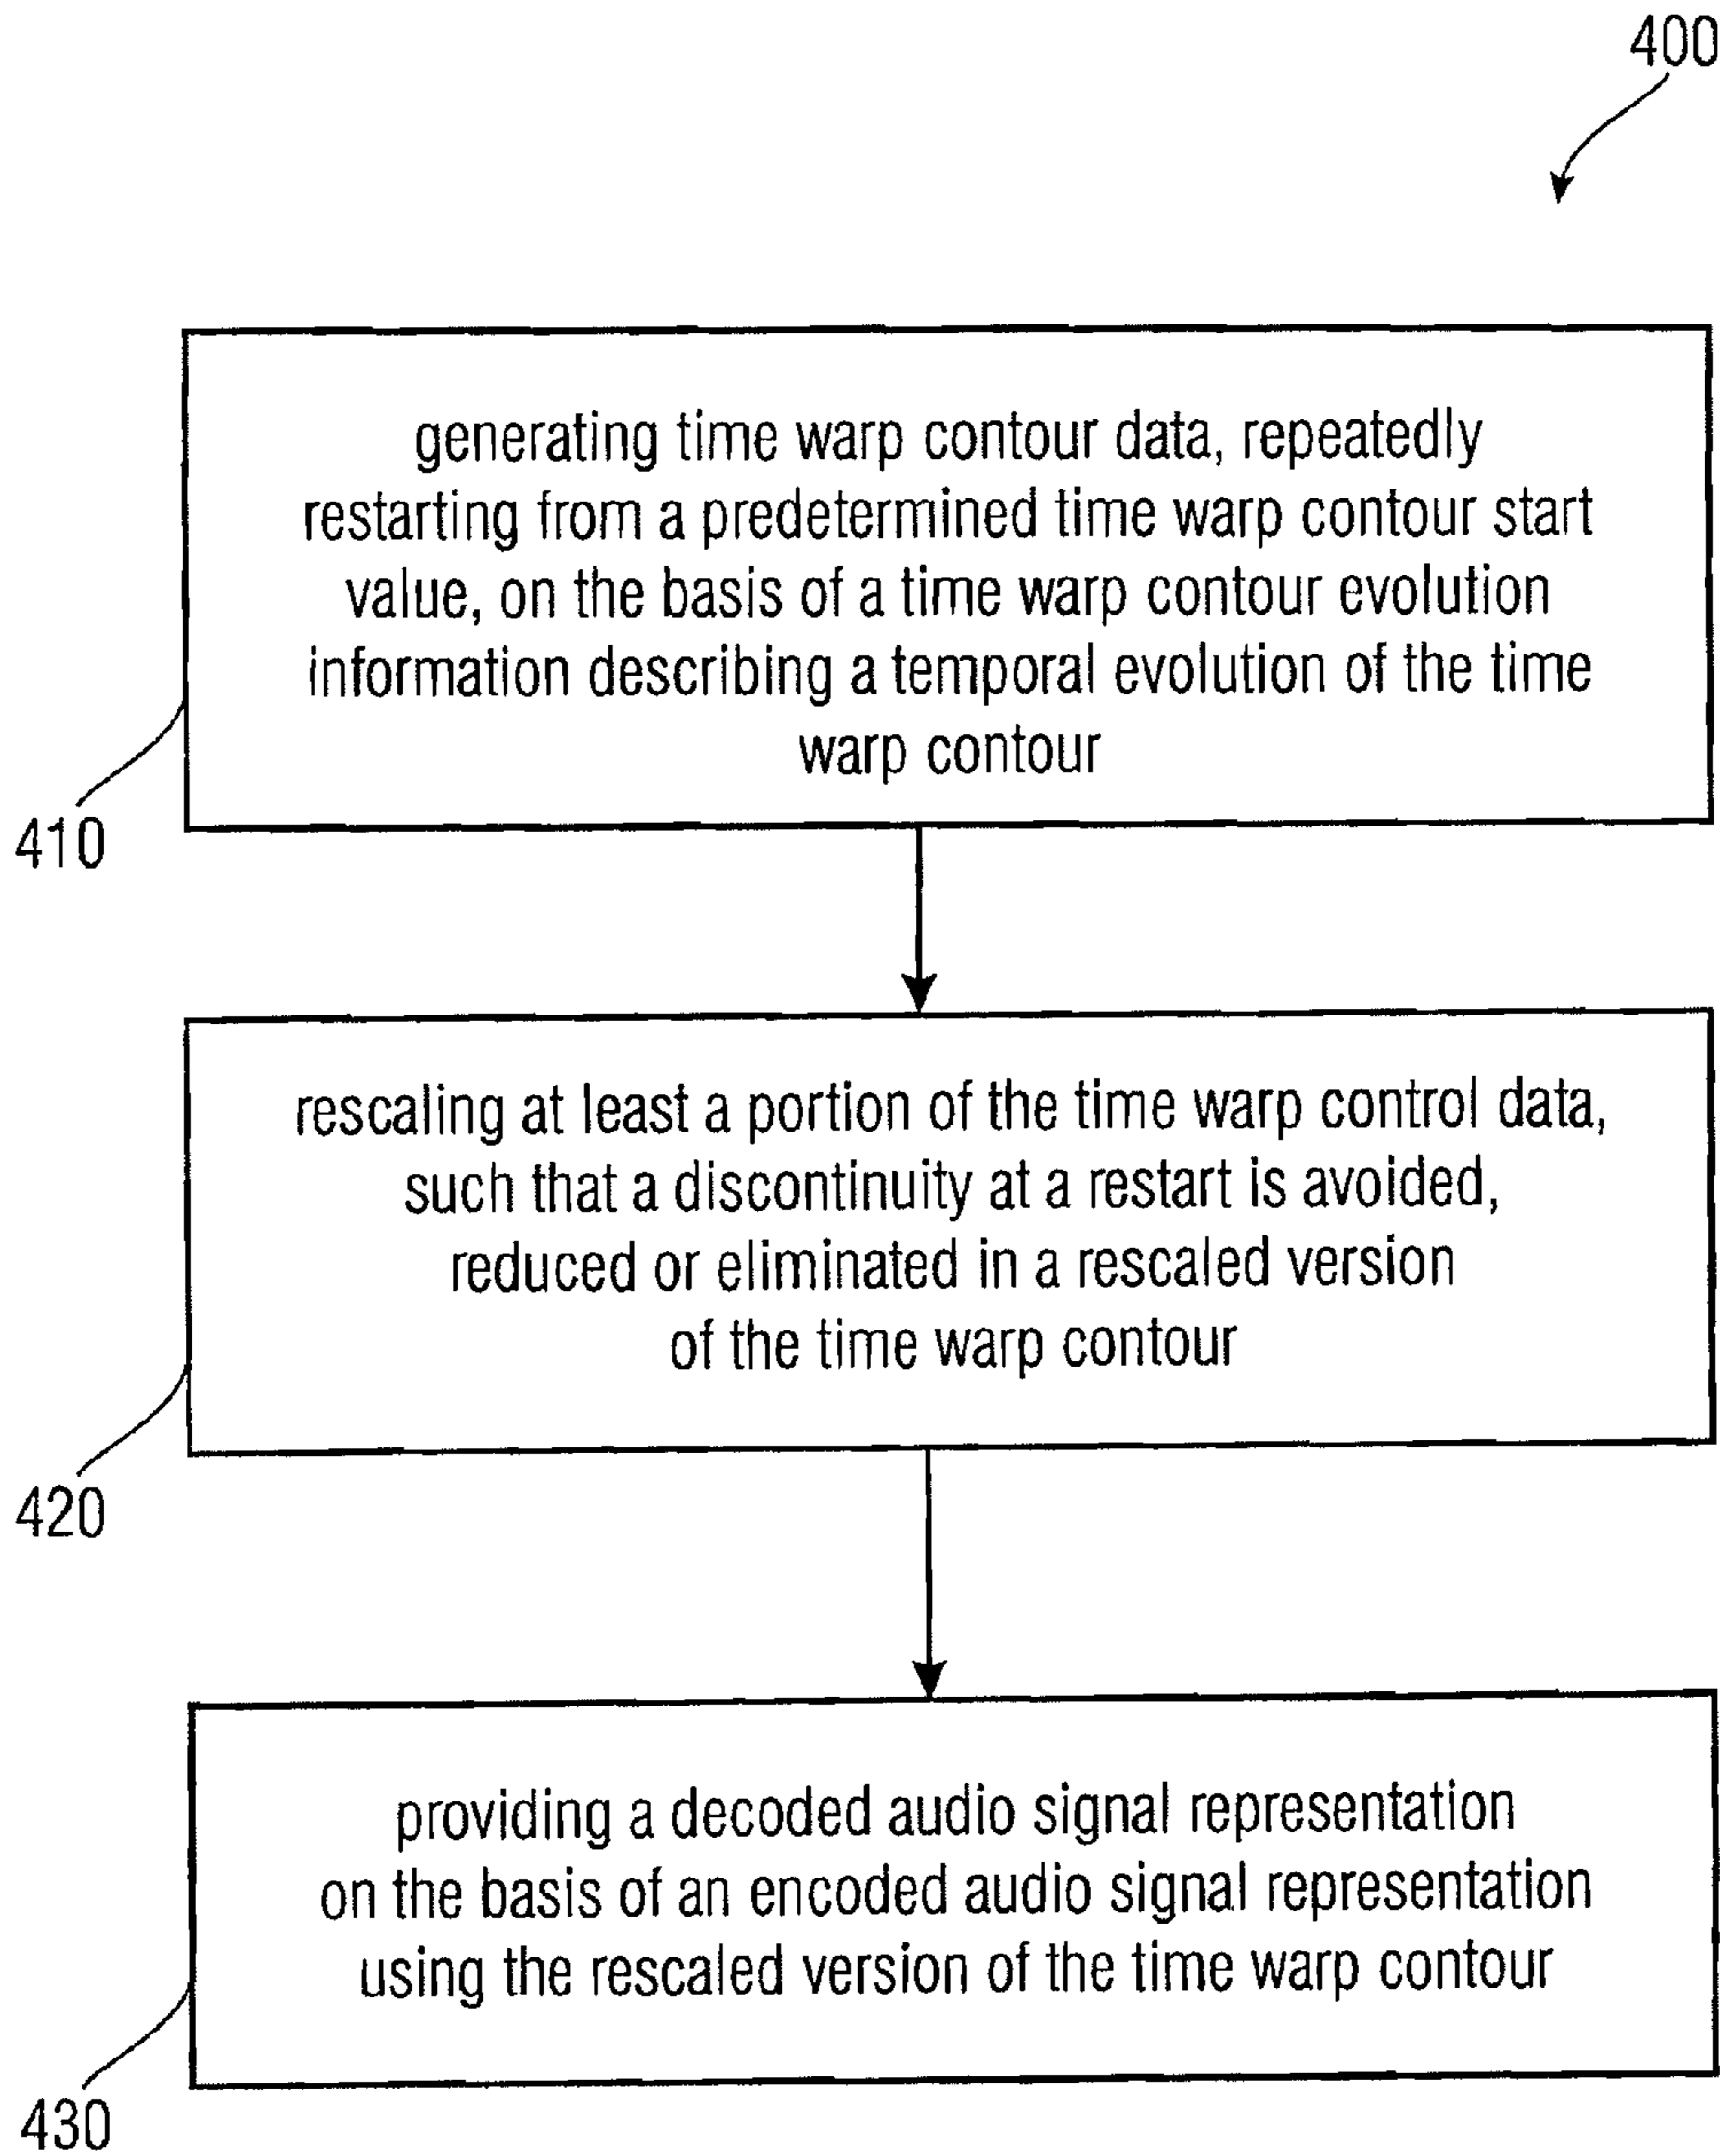 400
generating time warp contour data, repeatedly
restarting from a predetermined time warp contour start
value, on the basis of a time warp contour evolution
information describing a temporal evolution of the time
warp contour
410
rescaling at least a portion of the time warp control data,
such that a discontinuity at a restart is avoided,
reduced or eliminated in a rescaled version
of the time warp contour
420
providing a decoded audio signal representation
on the basis of an encoded audio signal representation
using the rescaled version of the time warp contour
430